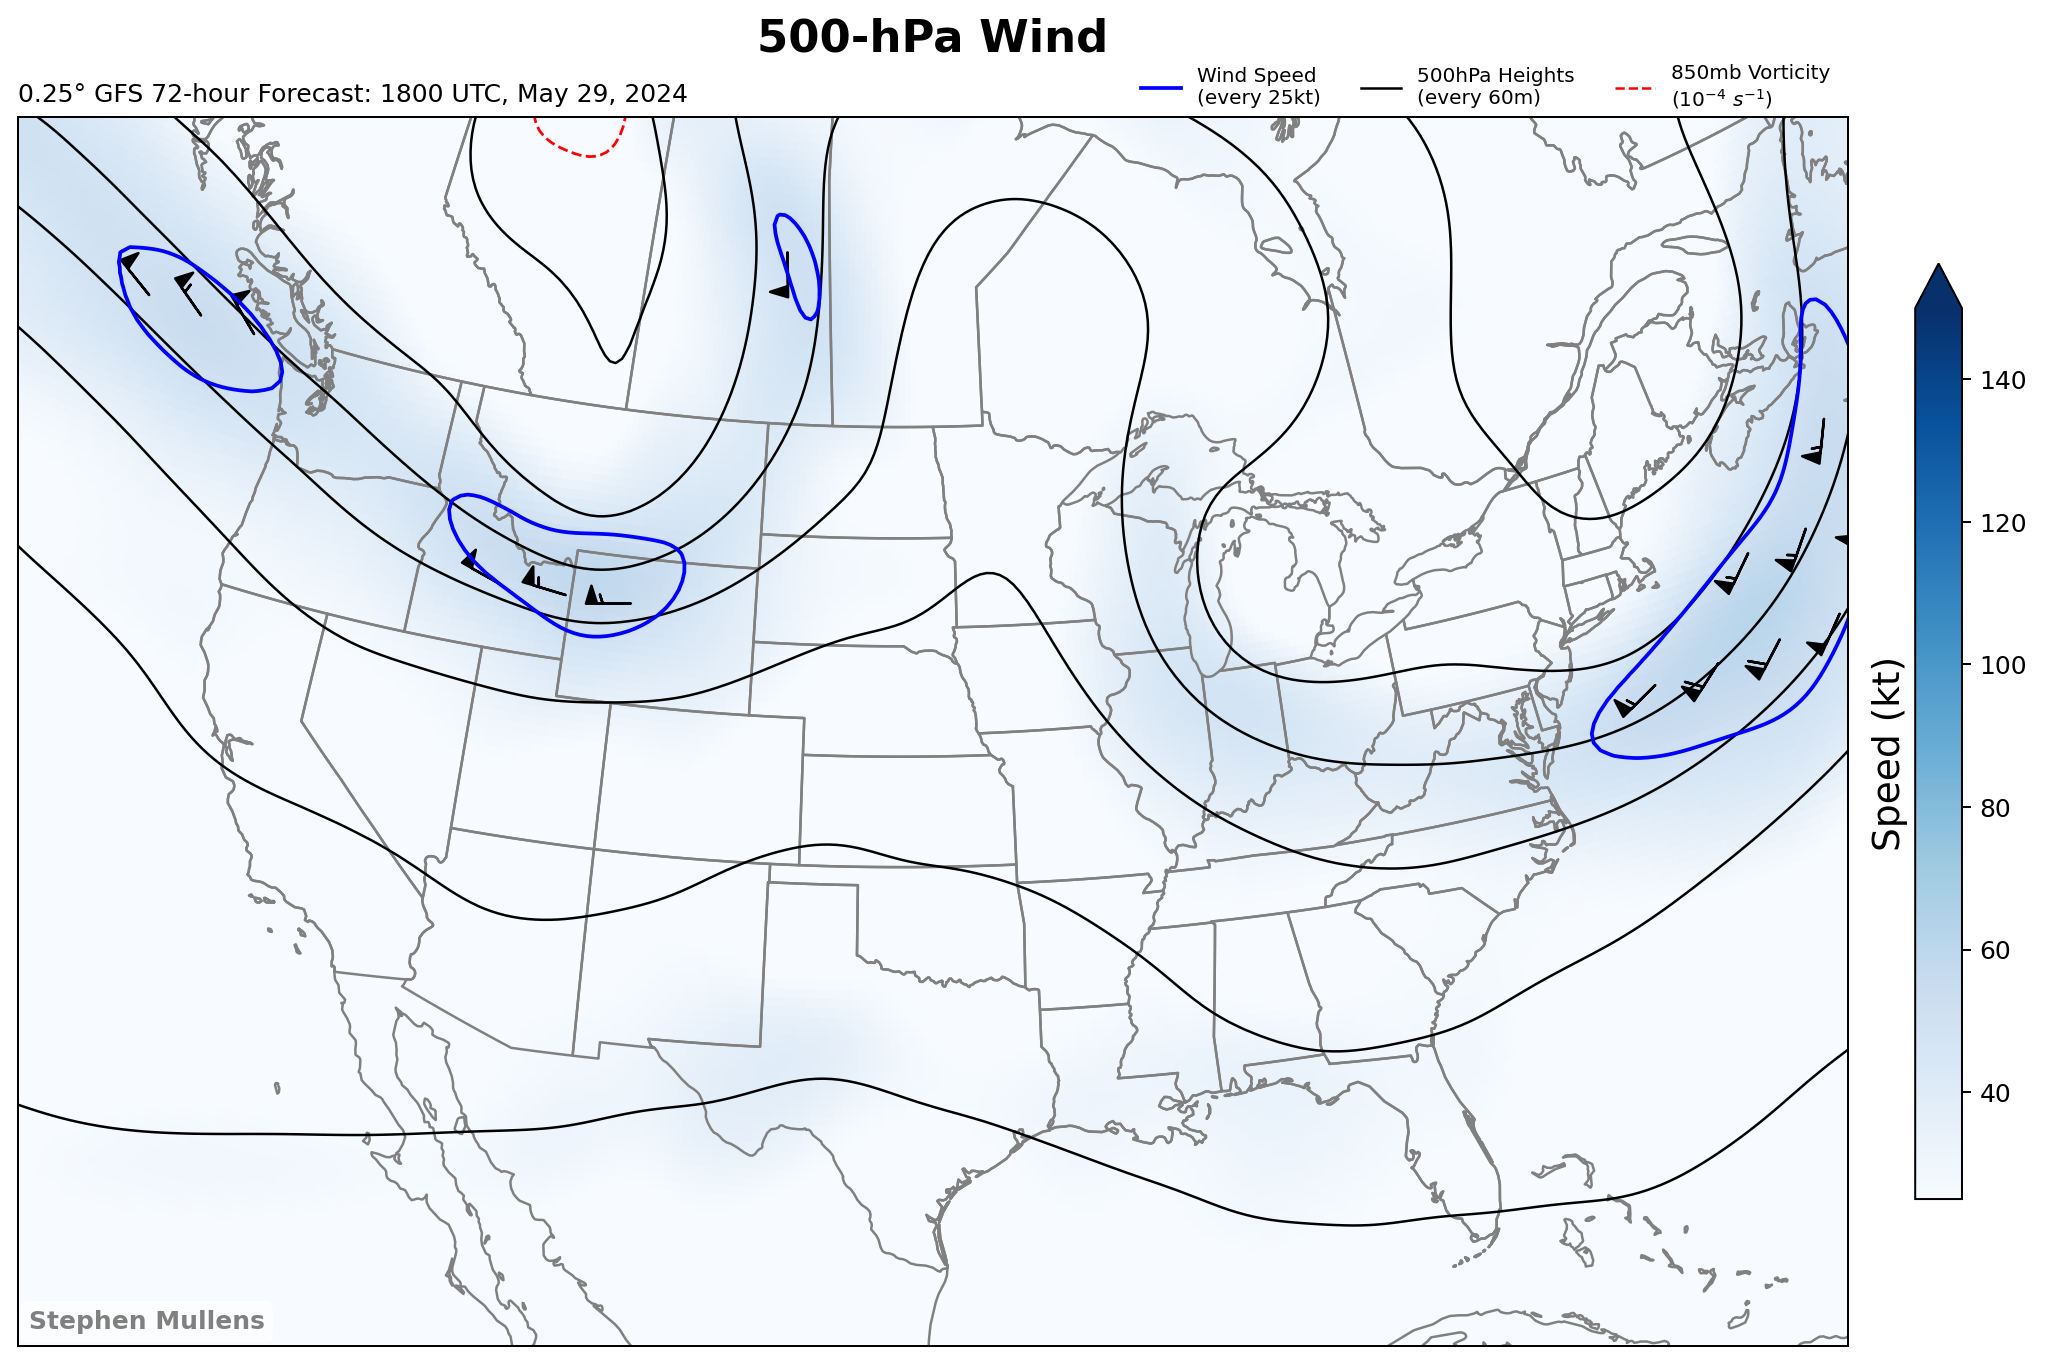 500-hPa Wind
0.25° GFS 72-hour Forecast: 1800 UTC, May 29, 2024
Wind Speed
(every 25kt)
500hPa Heights
(every 60m)
850mb Vorticity
(10⁻⁴ s⁻¹)
140
120
100
80
60
40
Speed (kt)
Stephen Mullens